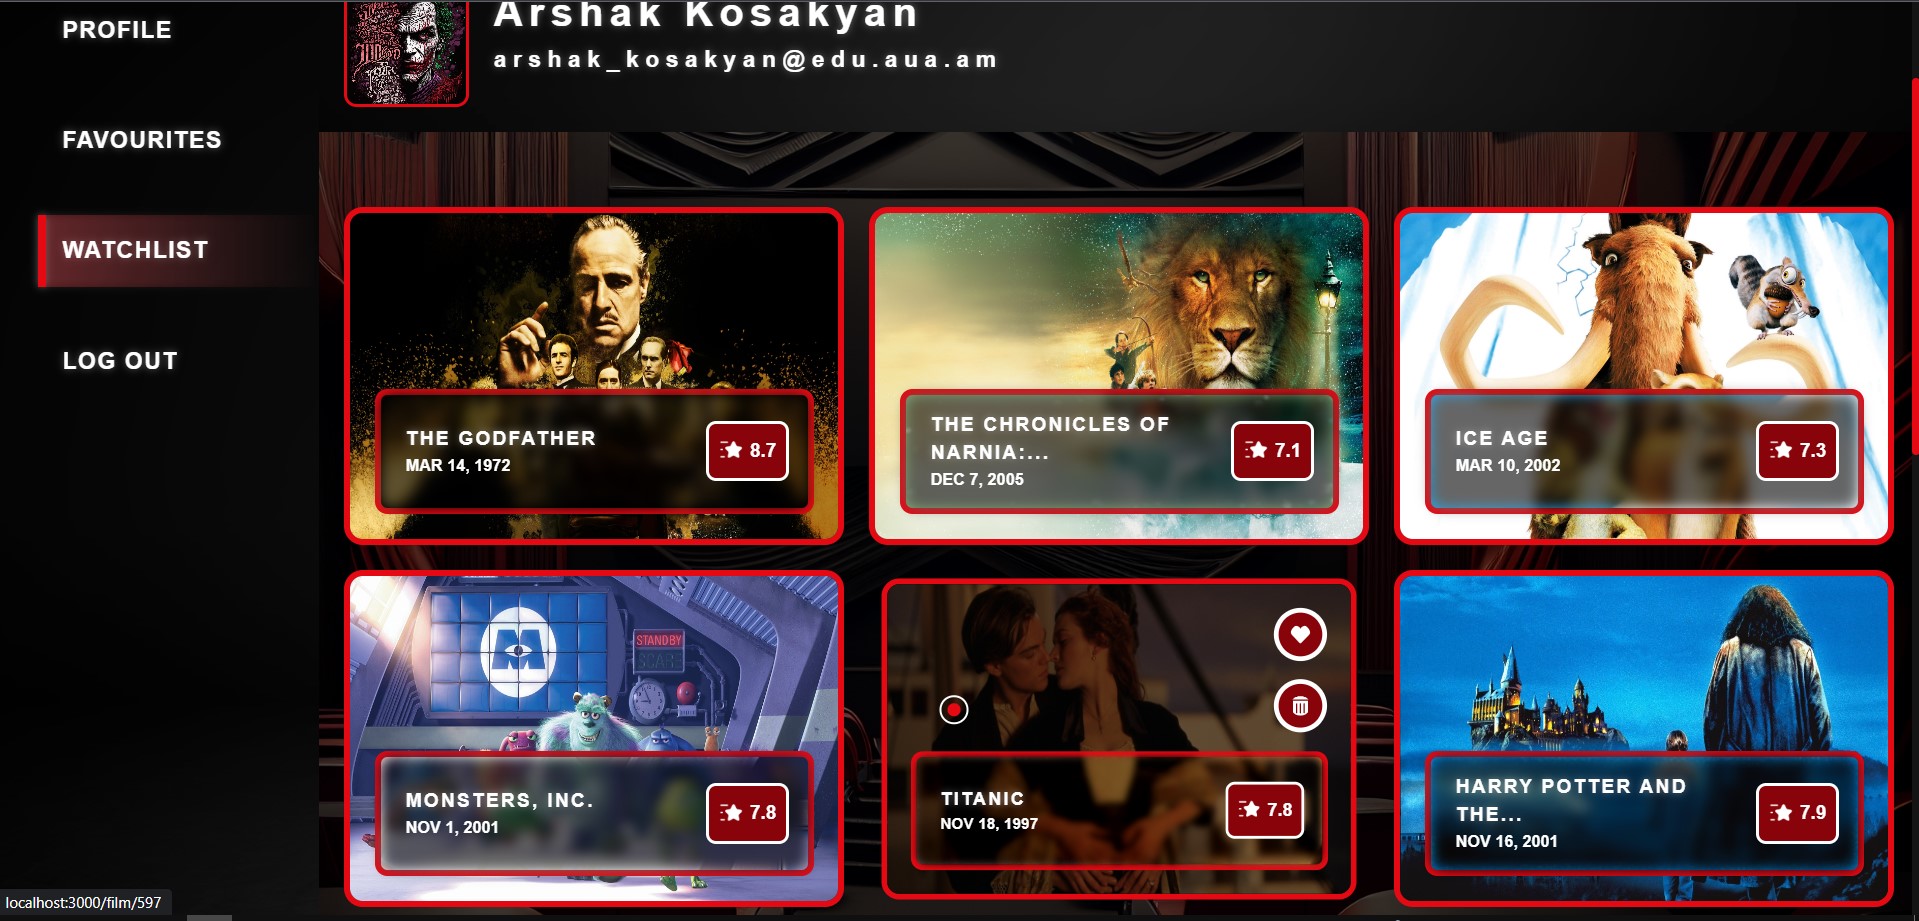 PROFILE
Arshak Kosakyan
arshak_kosakyan@edu.aua.am
FAVOURITES
WATCHLIST
LOG OUT
THE GODFATHER
MAR 14, 1972
8.7
THE CHRONICLES OF
NARNIA:...
DEC 7, 2005
7.1
ICE AGE
MAR 10, 2002
7.3
STANDBY
SCARE
MONSTERS, INC.
NOV 1, 2001
7.8
TITANIC
NOV 18, 1997
7.8
HARRY POTTER AND
THE...
NOV 16, 2001
7.9
localhost:3000/film/597